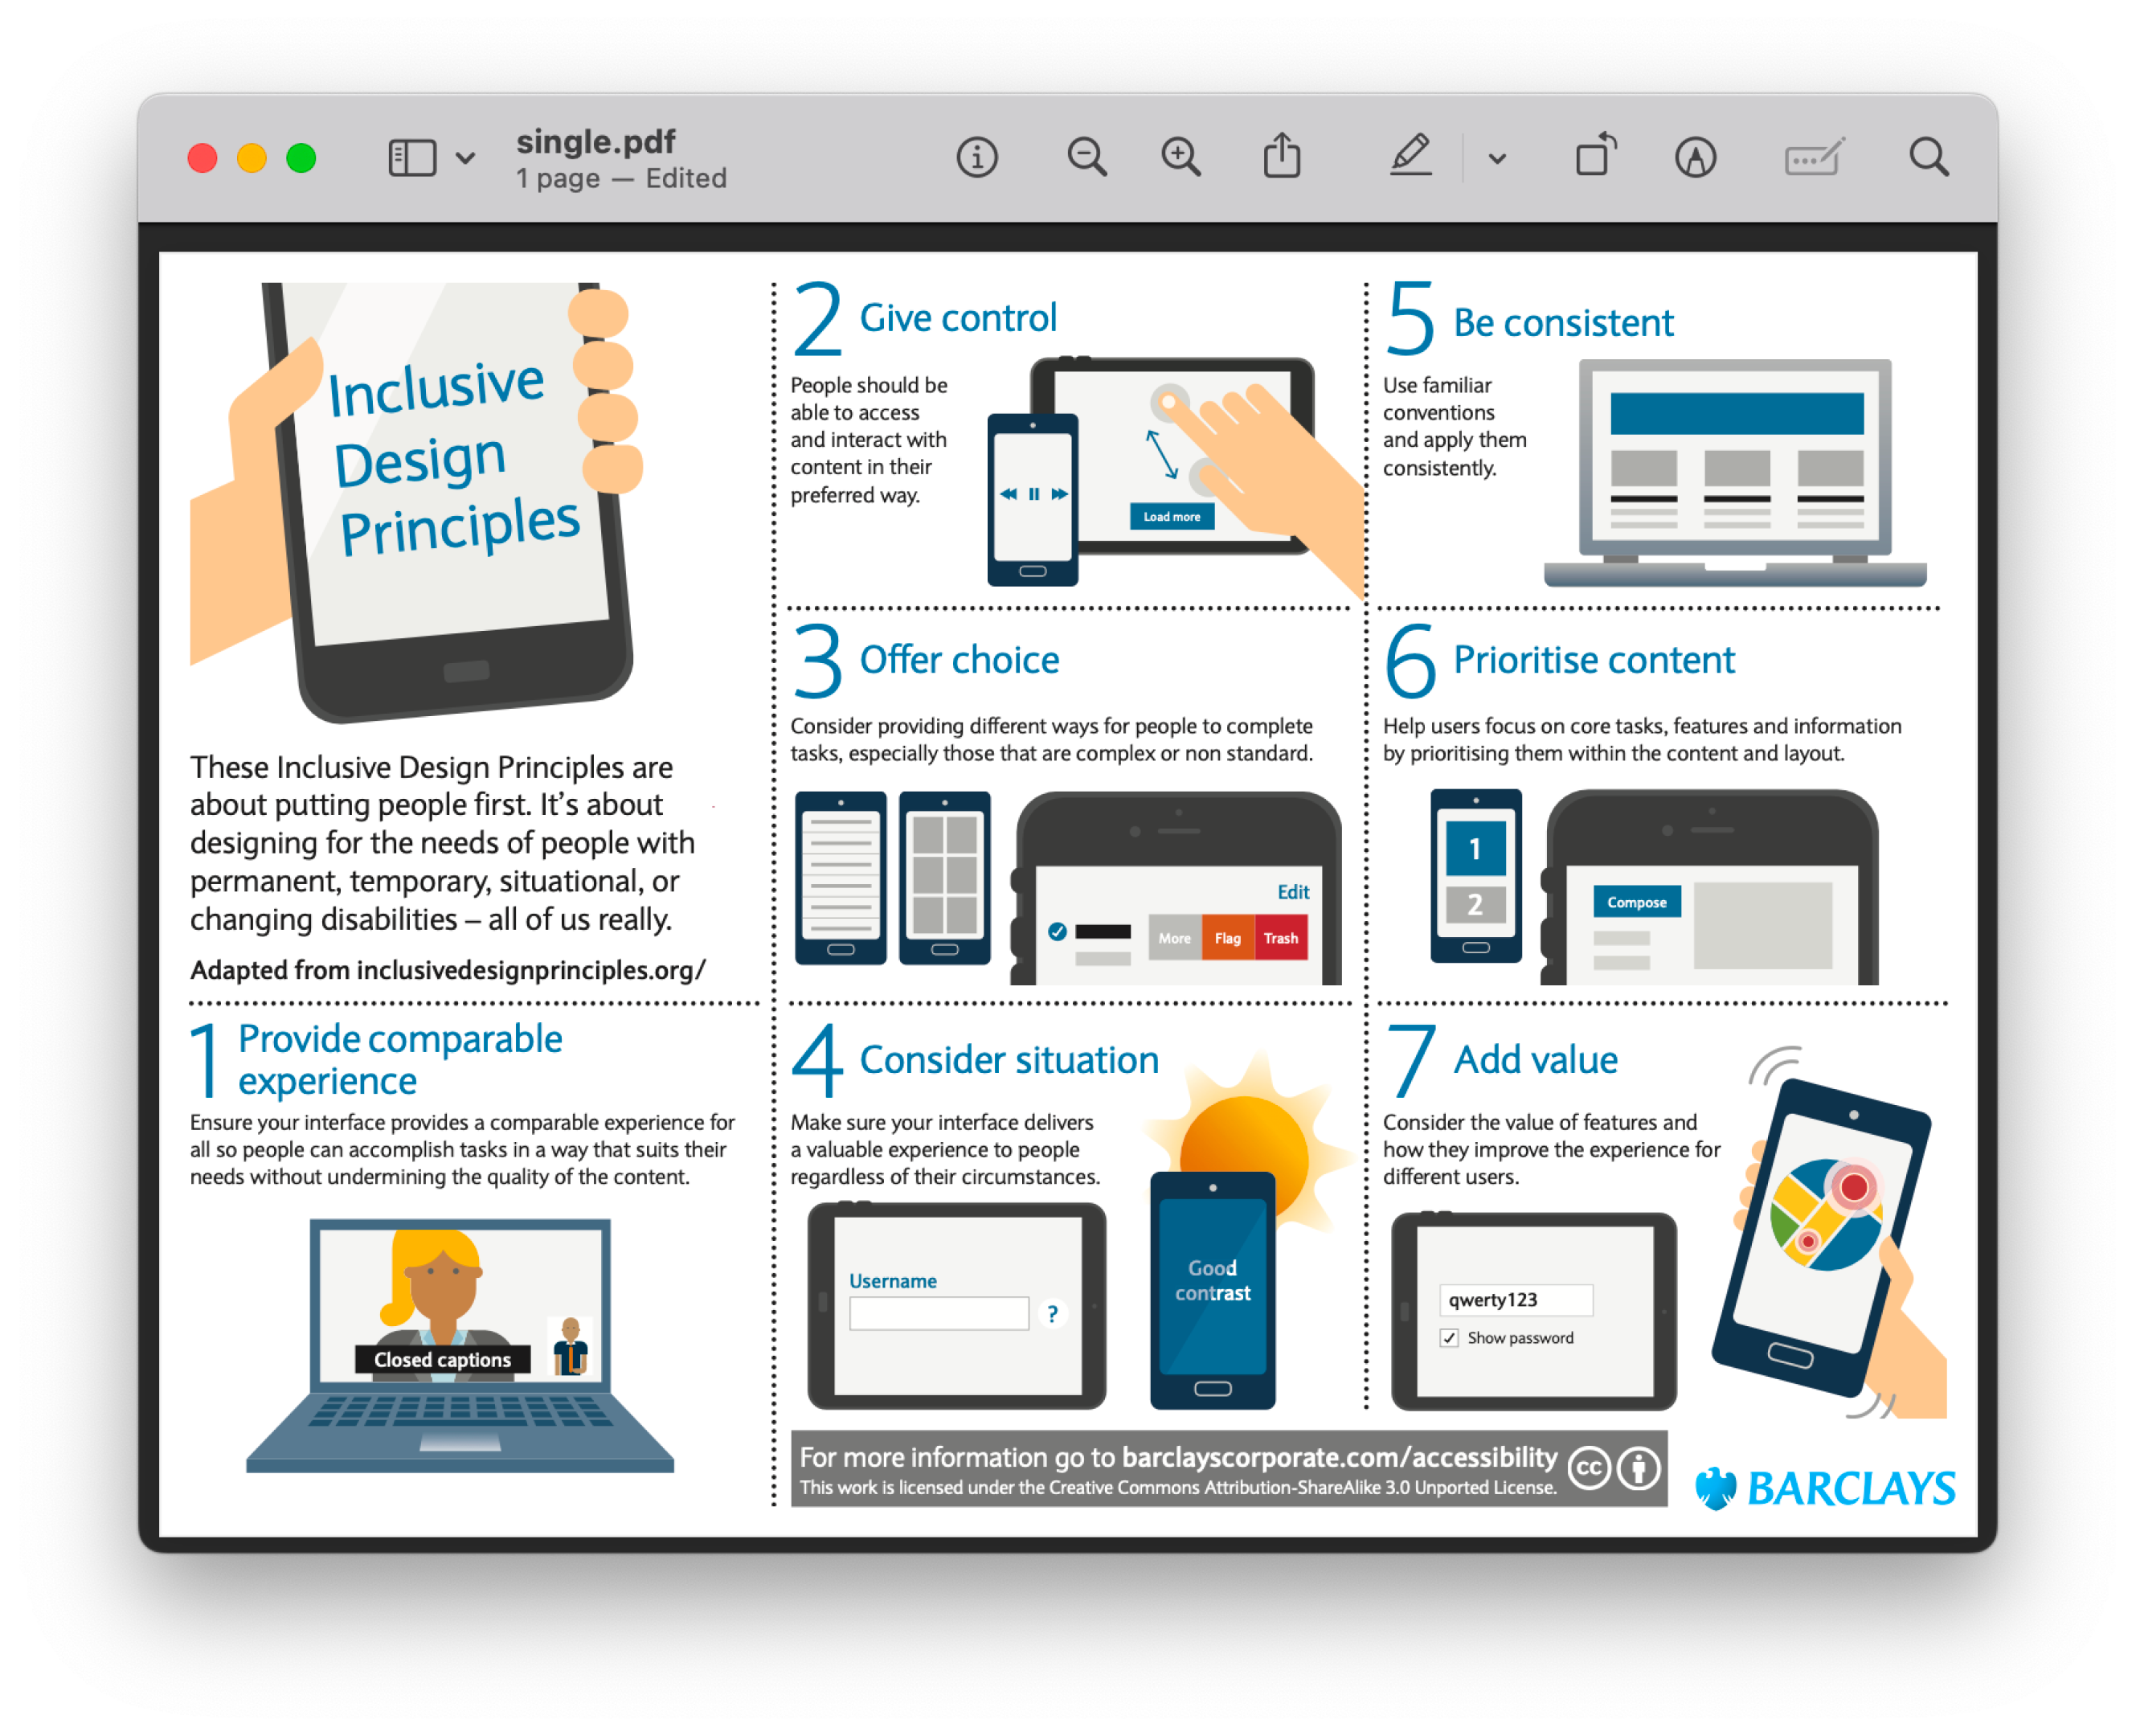 single.pdf
1 page — Edited
Inclusive
Design
Principles
These Inclusive Design Principles are
about putting people first. It's about
designing for the needs of people with
permanent, temporary, situational, or
changing disabilities – all of us really.
Adapted from inclusivedesignprinciples.org/
1 Provide comparable
experience
Ensure your interface provides a comparable experience for
all so people can accomplish tasks in a way that suits their
needs without undermining the quality of the content.
Closed captions
2 Give control
People should be
able to access
and interact with
content in their
preferred way.
Load more
3 Offer choice
Consider providing different ways for people to complete
tasks, especially those that are complex or non standard.
Edit
More Flag Trash
4 Consider situation
Make sure your interface delivers
a valuable experience to people
regardless of their circumstances.
Username
?
Good
contrast
5 Be consistent
Use familiar
conventions
and apply them
consistently.
6 Prioritise content
Help users focus on core tasks, features and information
by prioritising them within the content and layout.
1
2
Compose
7 Add value
Consider the value of features and
how they improve the experience for
different users.
qwerty123
Show password
For more information go to barclayscorporate.com/accessibility
This work is licensed under the Creative Commons Attribution-ShareAlike 3.0 Unported License.
cc
BARCLAYS